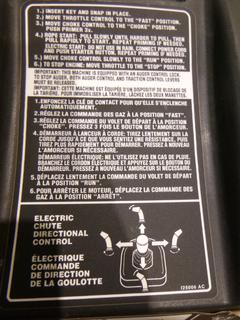 1.) INSERT KEY AND SNAP IN PLACE.
2.) MOVE THROTTLE CONTROL TO THE "FAST" POSITION.
3.) MOVE CHOKE CONTROL TO THE "CHOKE" POSITION.
PUSH PRIMER 3x.
4.) ROPE START: PULL SLOWLY UNTIL HARDER TO PULL, THEN
PULL RAPIDLY TO START, REPEAT PRIMING IF NEEDED.
ELECTRIC START: DO NOT USE IN RAIN. CONNECT POWER CORD
AND PUSH STARTER BUTTON. REPEAT PRIMING IF NEEDED.
5.) MOVE CHOKE CONTROL SLOWLY TO THE "RUN" POSITION.
6.) TO STOP ENGINE: MOVE THROTTLE TO THE "STOP" POSITION.
IMPORTANT: THIS MACHINE IS EQUIPPED WITH AN AUGER CONTROL LOCK.
TO STOP AUGER, BOTH AUGER CONTROL AND TRACTION CONTROL LEVERS
MUST BE RELEASED.
IMPORTANT: CETTE MACHINE EST ÉQUIPÉE D'UN DISPOSITIF DE BLOCAGE DE
LA TARIÈRE. POUR IMMOBILISER LA TARIÈRE, LÂCHEZ LES DEUX MANETTES.
1. ENFONCEZ LA CLÉ DE CONTACT POUR QU'ELLE S'ENCLENCHE
AUTOMATIQUEMENT.
2. RÉGLEZ LA COMMANDE DES GAZ À LA POSITION "FAST".
3. RÉGLEZ LA COMMANDE DU VOLET DE DÉPART À LA POSITION
"CHOKE". PRESSEZ 3 FOIS LE BOUTON DE L'AMORCEUR.
4. DÉMARREUR À LANCEUR À CORDE: TIREZ LENTEMENT SUR LA
CORDE JUSQU'À CE QUE VOUS SENTIEZ UNE RÉSISTANCE, PUIS
TIREZ PLUS RAPIDEMENT POUR DÉMARRER. PRESSEZ L'AMORCEUR
À NOUVEAU SI NÉCESSAIRE.
DÉMARREUR ÉLECTRIQUE: NE L'UTILISEZ PAS EN CAS DE PLUIE.
BRANCHEZ LE CORDON ÉLECTRIQUE ET APPUYEZ SUR LE BOUTON
DU DÉMARREUR. PRESSEZ L'AMORCEUR À NOUVEAU SI NÉCESSAIRE.
5. DÉPLACEZ LENTEMENT LA COMMANDE DU VOLET DE DÉPART
À LA POSITION "RUN".
6. POUR ARRÊTER LE MOTEUR, DÉPLACEZ LA COMMANDE DES
GAZ À LA POSITION "ARRÊT".
ELECTRIC
CHUTE
DIRECTIONAL
CONTROL
ÉLECTRIQUE
COMMANDE
DE DIRECTION
DE LA GOULOTTE